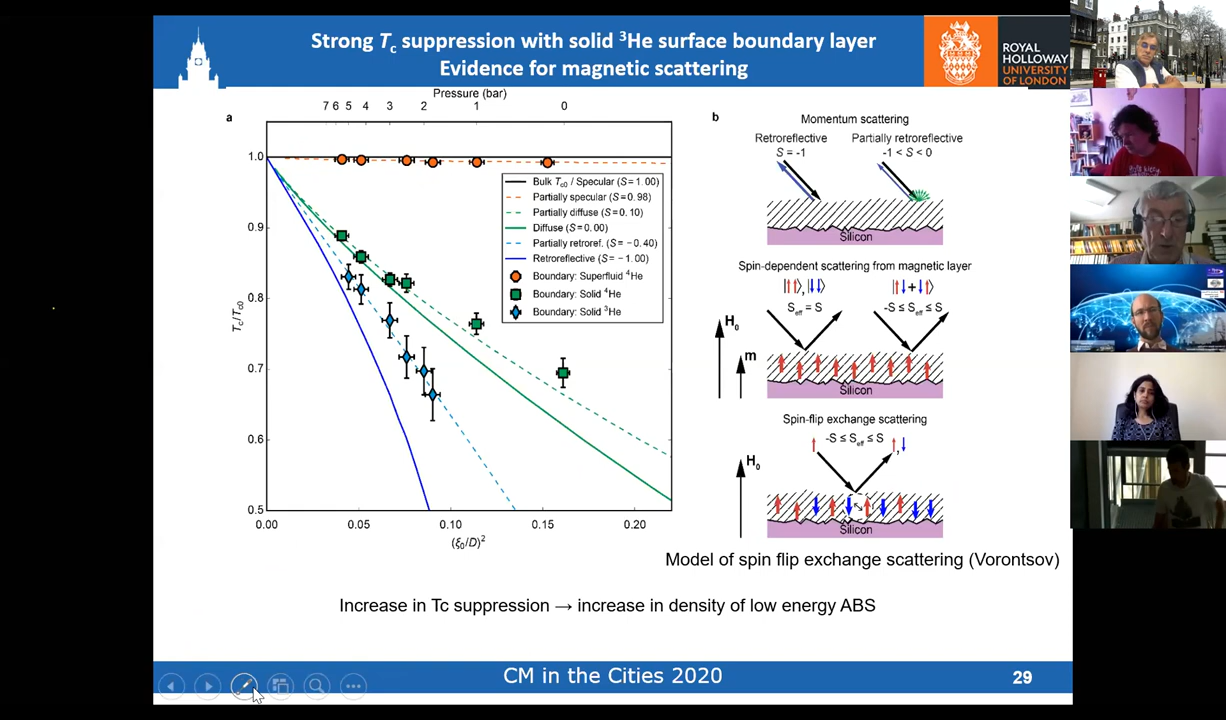 Strong Tc suppression with solid ³He surface boundary layer
Evidence for magnetic scattering
ROYAL
HOLLOWAY
UNIVERSITY
OF LONDON
a
Pressure (bar)
7 6 5 4 3 2 1 0
1.0
0.9
0.8
0.7
0.6
0.5
Tc/Tc0
0.00 0.05 0.10 0.15 0.20
(ξ0/D)²
Bulk Tc0 / Specular (S = 1.00)
Partially specular (S = 0.98)
Partially diffuse (S = 0.10)
Diffuse (S = 0.00)
Partially retroref. (S = −0.40)
Retroreflective (S = −1.00)
Boundary: Superfluid ⁴He
Boundary: Solid ⁴He
Boundary: Solid ³He
b
Momentum scattering
Retroreflective Partially retroreflective
S = -1 -1 < S < 0
Silicon
Spin-dependent scattering from magnetic layer
|↑↑⟩, |↓↓⟩ |↑↓+↓↑⟩
Seff = S -S ≤ Seff ≤ S
H0
m
Silicon
Spin-flip exchange scattering
-S ≤ Seff ≤ S
↑ ↑,↓
H0
Silicon
Model of spin flip exchange scattering (Vorontsov)
Increase in Tc suppression → increase in density of low energy ABS
CM in the Cities 2020
29